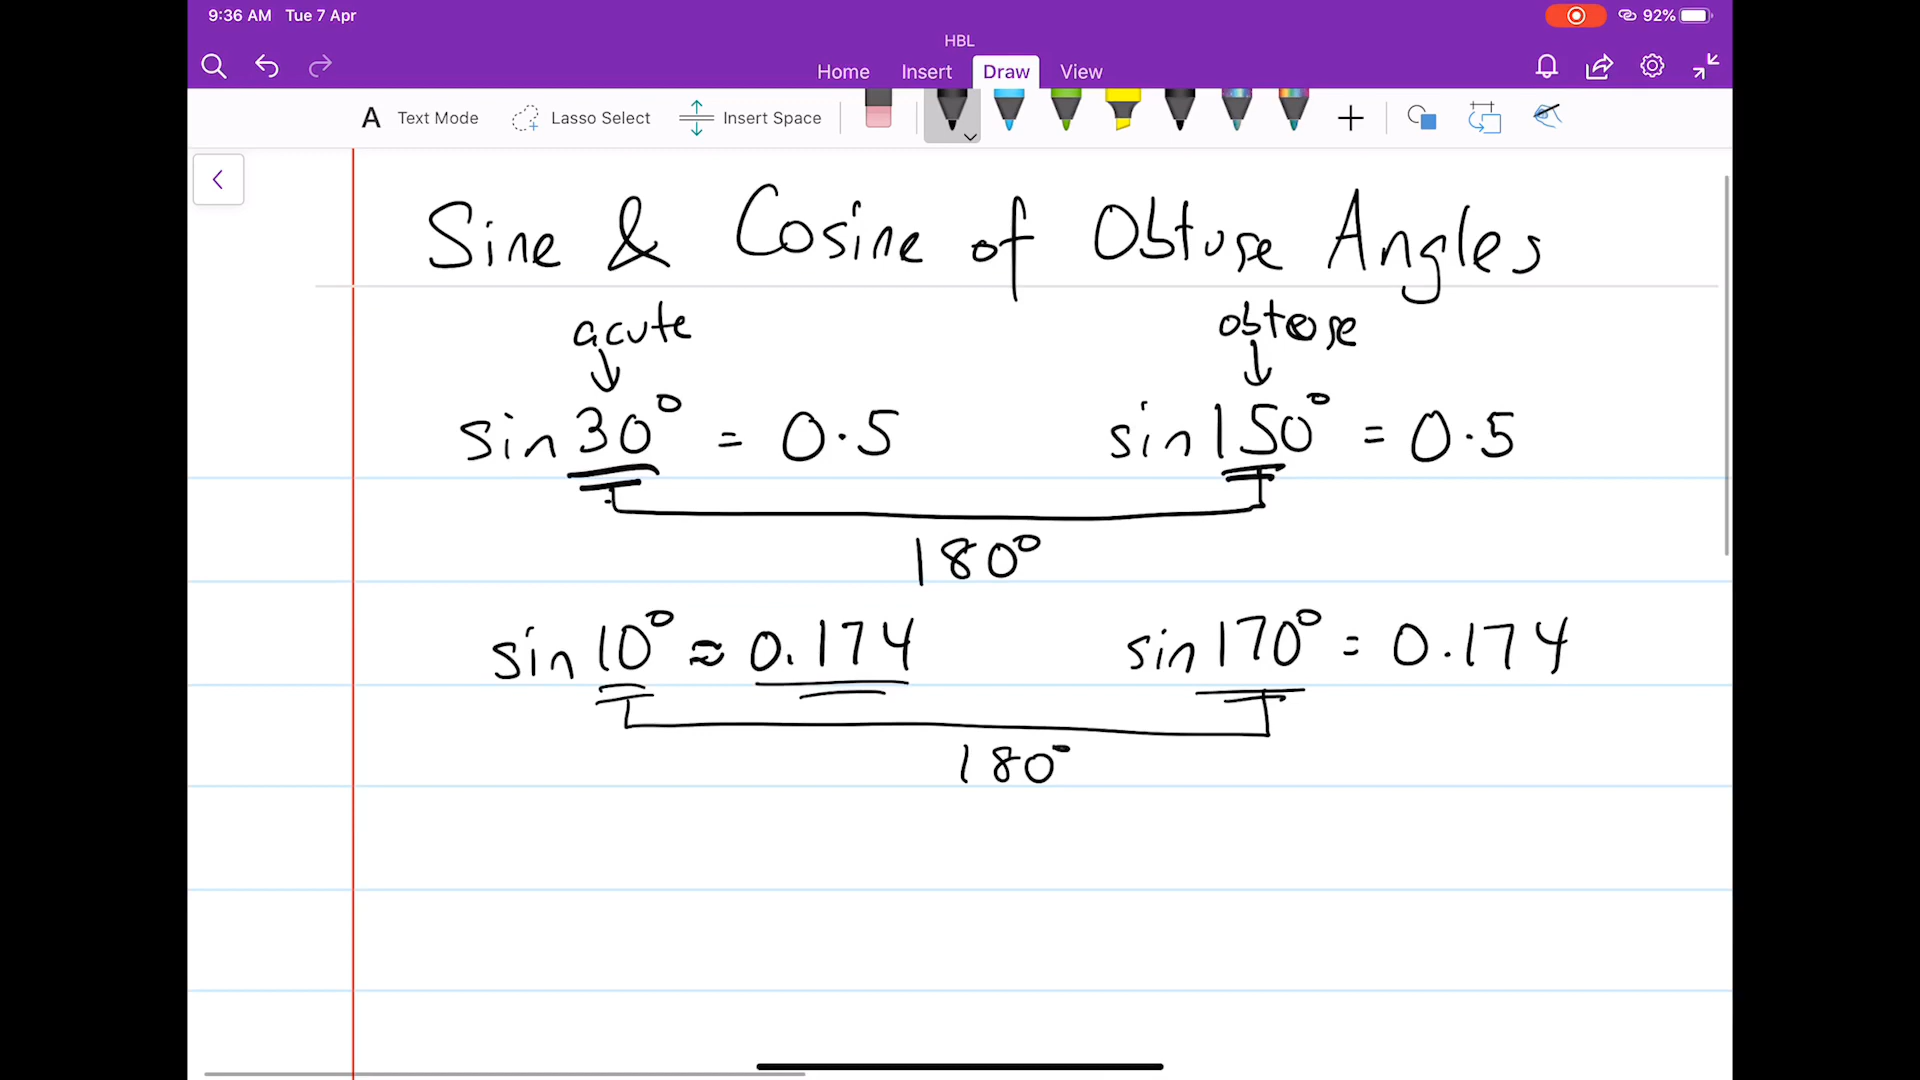 9:36 AM Tue 7 Apr 92%
HBL
Home Insert Draw View
A Text Mode Lasso Select Insert Space
Sine & Cosine of Obtuse Angles
acute obtuse
sin 30° = 0.5 sin 150° = 0.5
180°
sin 10° ≈ 0.174 sin 170° = 0.174
180°